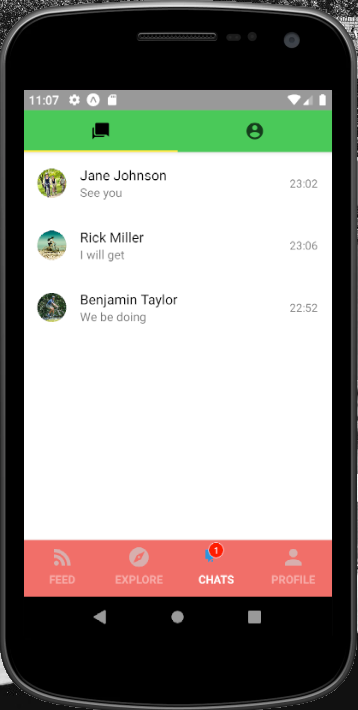 11:07
Jane Johnson
See you
23:02
Rick Miller
I will get
23:06
Benjamin Taylor
We be doing
22:52
1
FEED
EXPLORE
CHATS
PROFILE